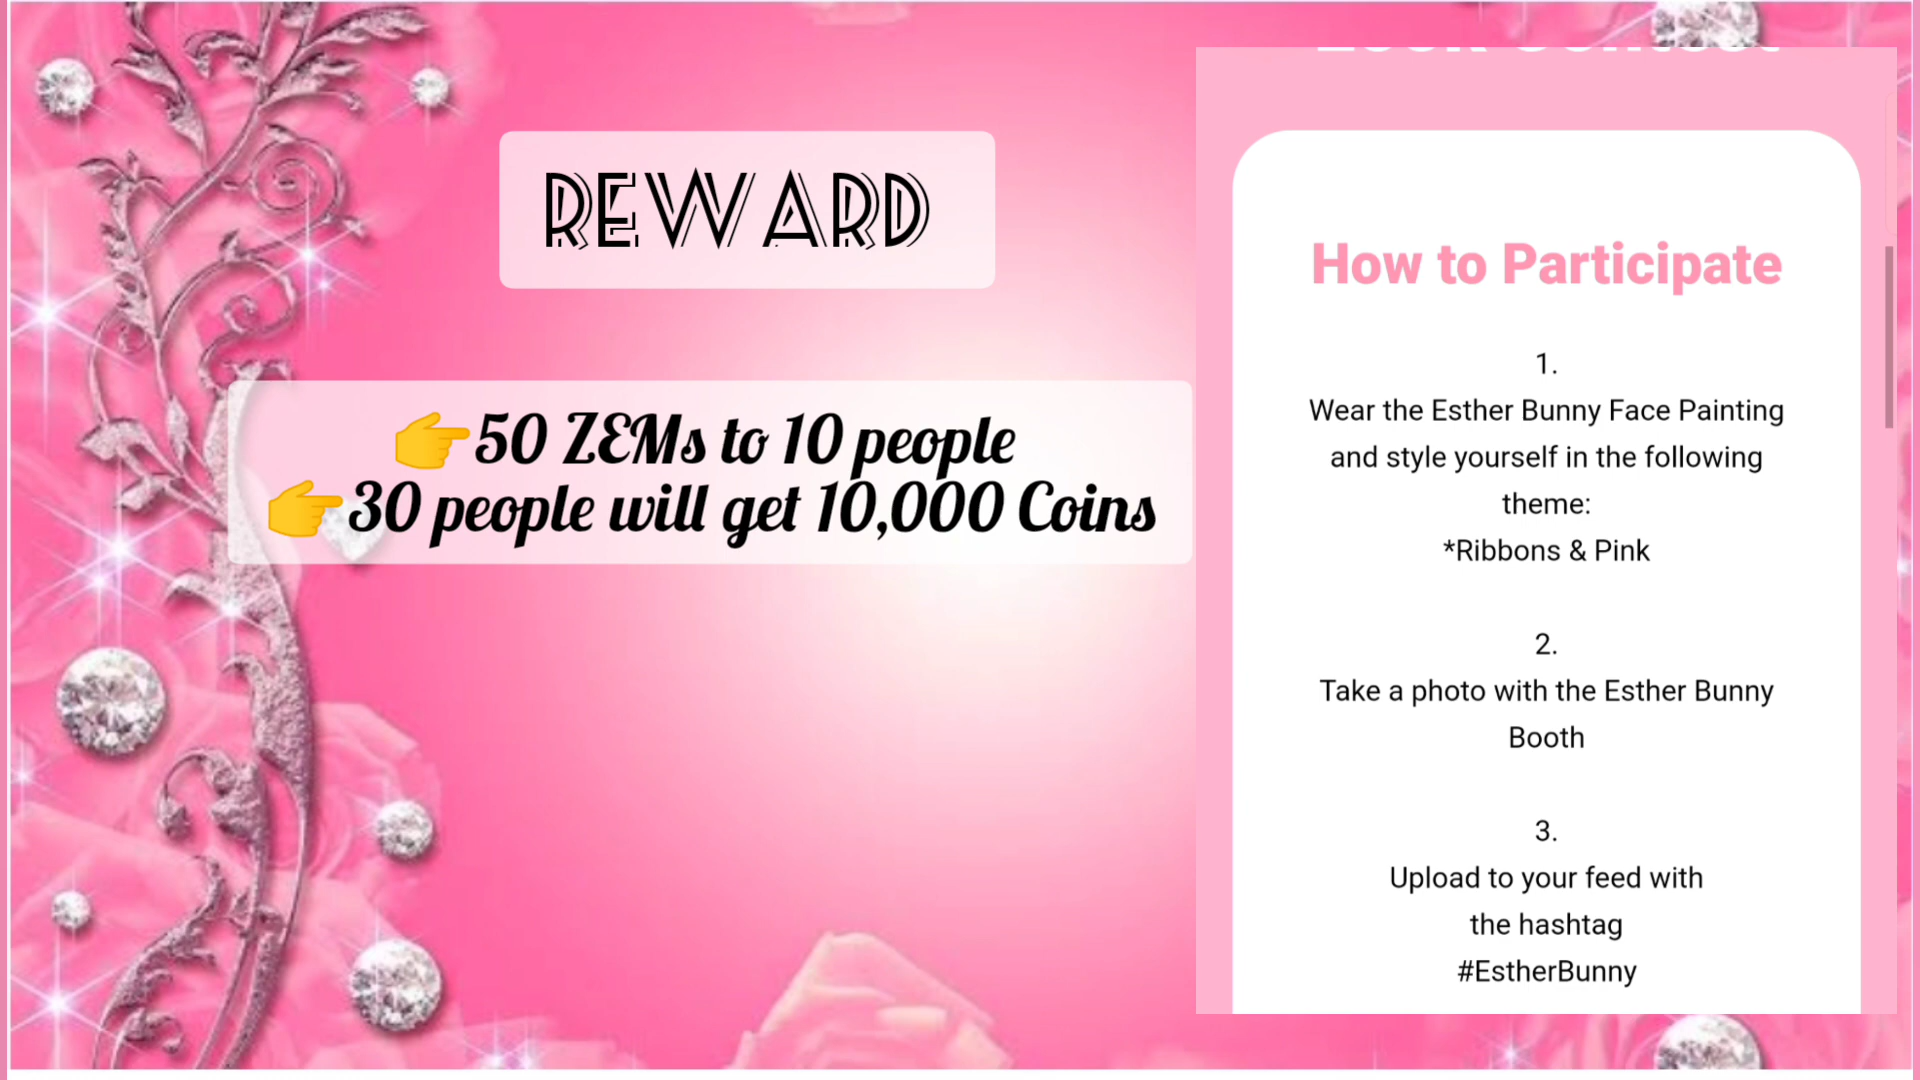 REWARD
👉50 ZEMs to 10 people
👉30 people will get 10,000 Coins
How to Participate
1.
Wear the Esther Bunny Face Painting
and style yourself in the following
theme:
*Ribbons & Pink
2.
Take a photo with the Esther Bunny
Booth
3.
Upload to your feed with
the hashtag
#EstherBunny